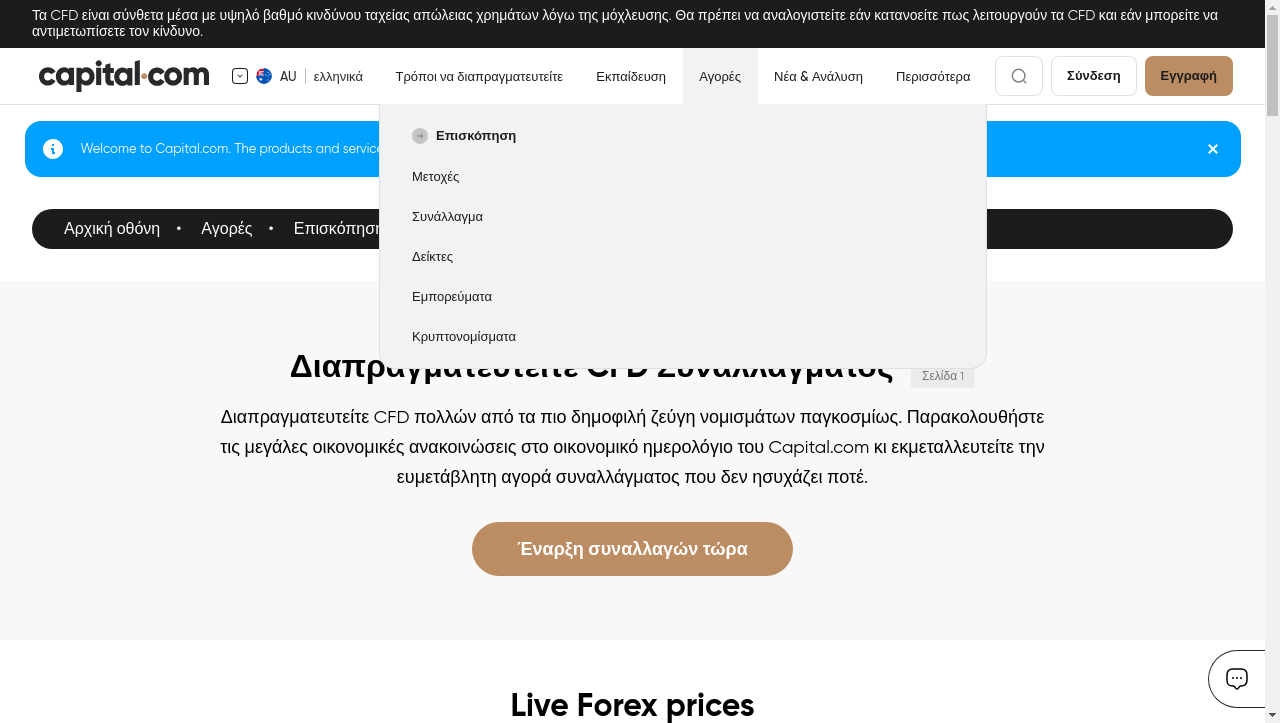 Τα CFD είναι σύνθετα μέσα με υψηλό βαθμό κινδύνου ταχείας απώλειας χρημάτων λόγω της μόχλευσης. Θα πρέπει να αναλογιστείτε εάν κατανοείτε πως λειτουργούν τα CFD και εάν μπορείτε να
αντιμετωπίσετε τον κίνδυνο.
capital.com
AU
ελληνικά
Τρόποι να διαπραγματευτείτε
Εκπαίδευση
Αγορές
Νέα & Ανάλυση
Περισσότερα
Σύνδεση
Εγγραφή
Welcome to Capital.com. The products and service
Επισκόπηση
Μετοχές
Συνάλλαγμα
Δείκτες
Εμπορεύματα
Κρυπτονομίσματα
Αρχική οθόνη • Αγορές • Επισκόπηση
Διαπραγματευτείτε CFD Συναλλάγματος
Σελίδα 1
Διαπραγματευτείτε CFD πολλών από τα πιο δημοφιλή ζεύγη νομισμάτων παγκοσμίως. Παρακολουθήστε
τις μεγάλες οικονομικές ανακοινώσεις στο οικονομικό ημερολόγιο του Capital.com κι εκμεταλλευτείτε την
ευμετάβλητη αγορά συναλλάγματος που δεν ησυχάζει ποτέ.
Έναρξη συναλλαγών τώρα
Live Forex prices